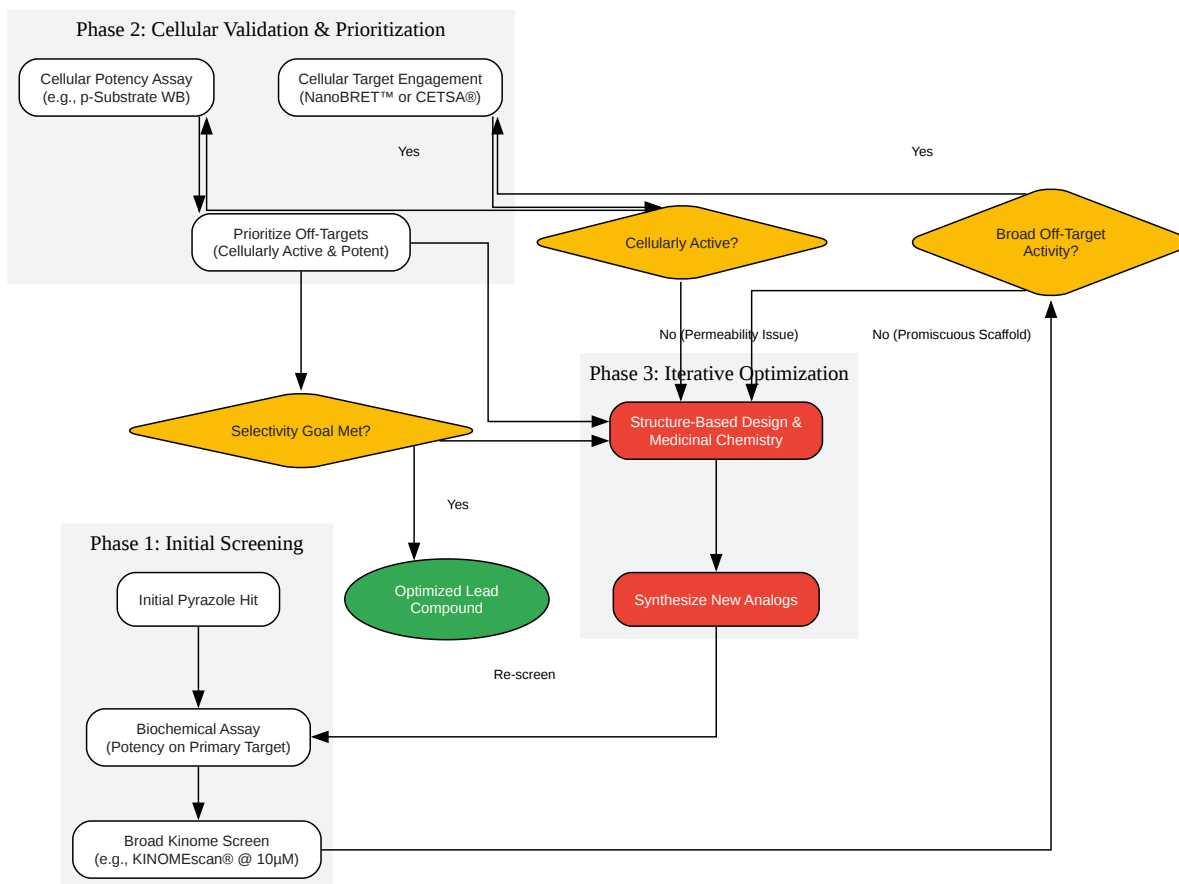 Phase 2: Cellular Validation & Prioritization
Cellular Potency Assay
(e.g., p-Substrate WB)
Cellular Target Engagement
(NanoBRET™ or CETSA®)
Yes
Yes
Prioritize Off-Targets
(Cellularly Active & Potent)
Cellularly Active?
Broad Off-Target
Activity?
No (Permeability Issue)
No (Promiscuous Scaffold)
Phase 3: Iterative Optimization
Selectivity Goal Met?
Structure-Based Design &
Medicinal Chemistry
Yes
Phase 1: Initial Screening
Initial Pyrazole Hit
Optimized Lead
Compound
Synthesize New Analogs
Re-screen
Biochemical Assay
(Potency on Primary Target)
Broad Kinome Screen
(e.g., KINOMEscan® @ 10µM)